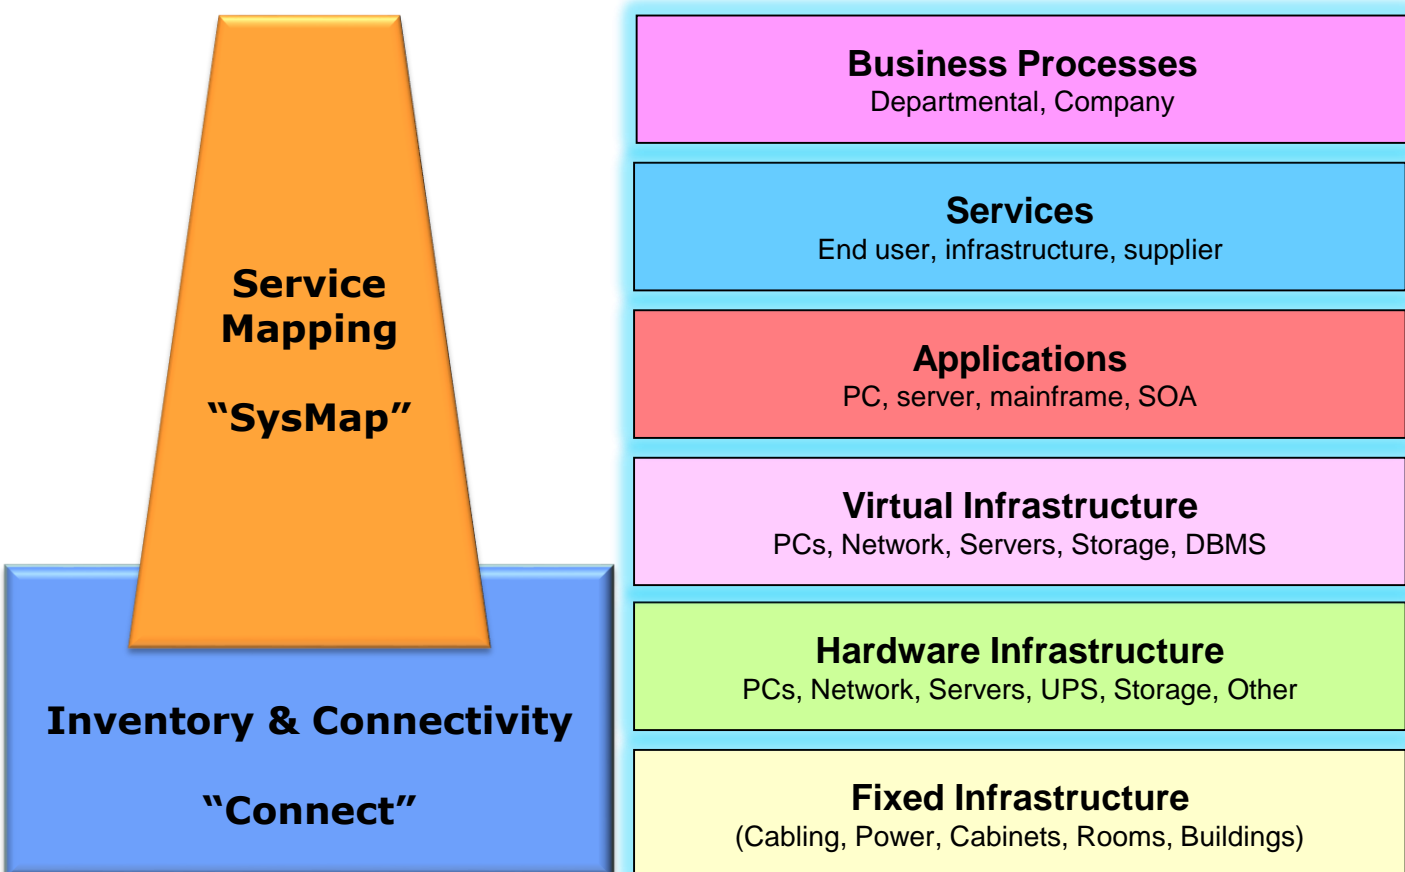 Service
Mapping
“SysMap”
Inventory & Connectivity
“Connect”
Business Processes
Departmental, Company
Services
End user, infrastructure, supplier
Applications
PC, server, mainframe, SOA
Virtual Infrastructure
PCs, Network, Servers, Storage, DBMS
Hardware Infrastructure
PCs, Network, Servers, UPS, Storage, Other
Fixed Infrastructure
(Cabling, Power, Cabinets, Rooms, Buildings)